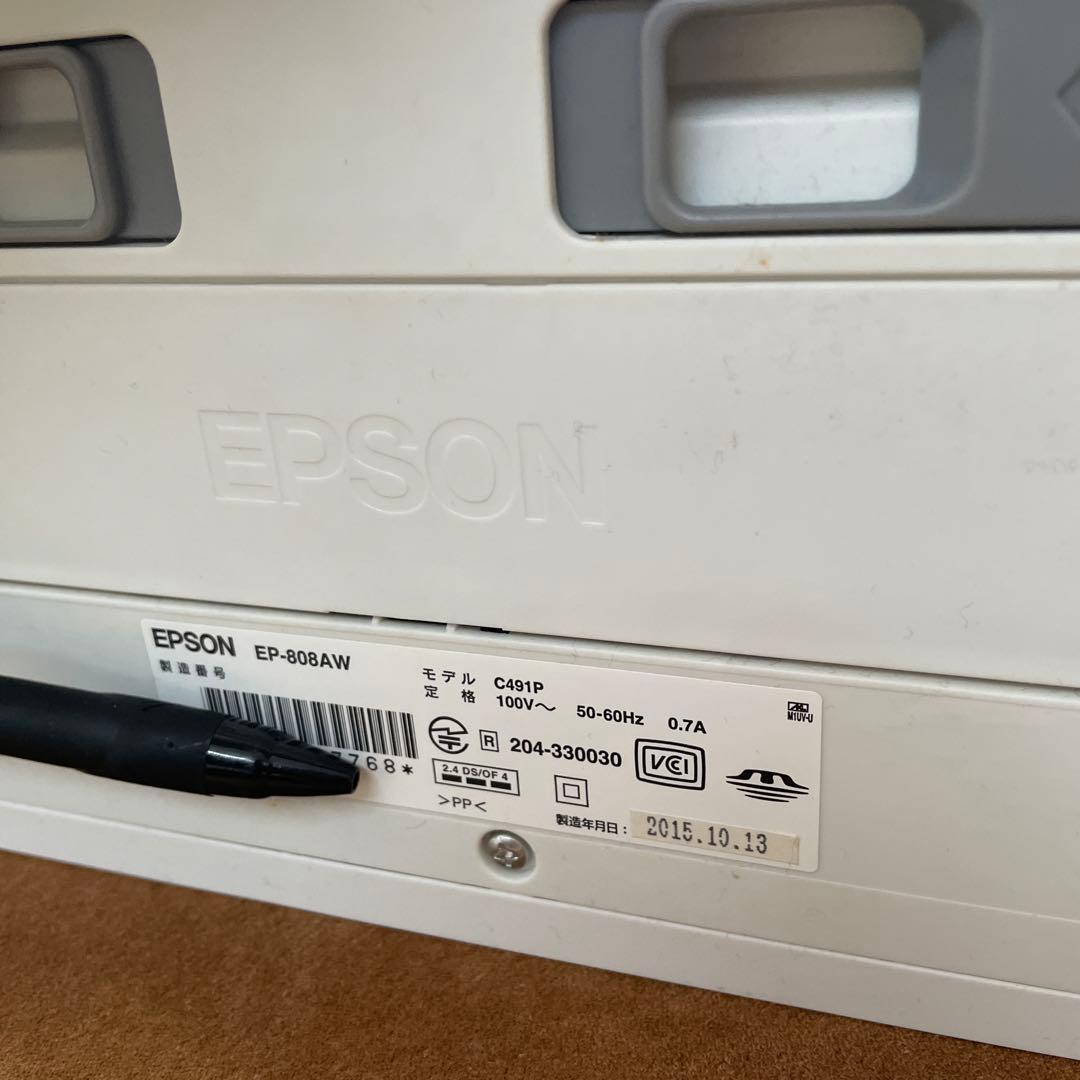 EPSON
EPSON EP-808AW
製造番号
7768*
モデル C491P
定格 100V～ 50-60Hz 0.7A
R 204-330030
VCI
2.4 DS/OF 4
>PP<
製造年月日： 2015.10.13
M1UV-U